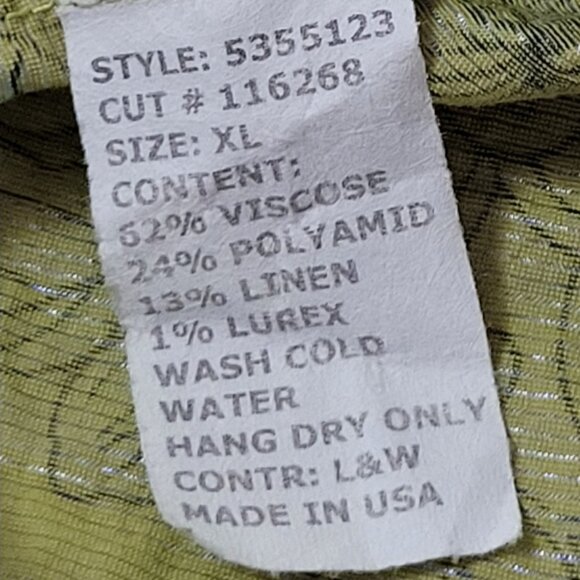 STYLE: 5355123
CUT # 116268
SIZE: XL
CONTENT:
62% VISCOSE
24% POLYAMID
13% LINEN
1% LUREX
WASH COLD
WATER
HANG DRY ONLY
CONTR: L&W
MADE IN USA